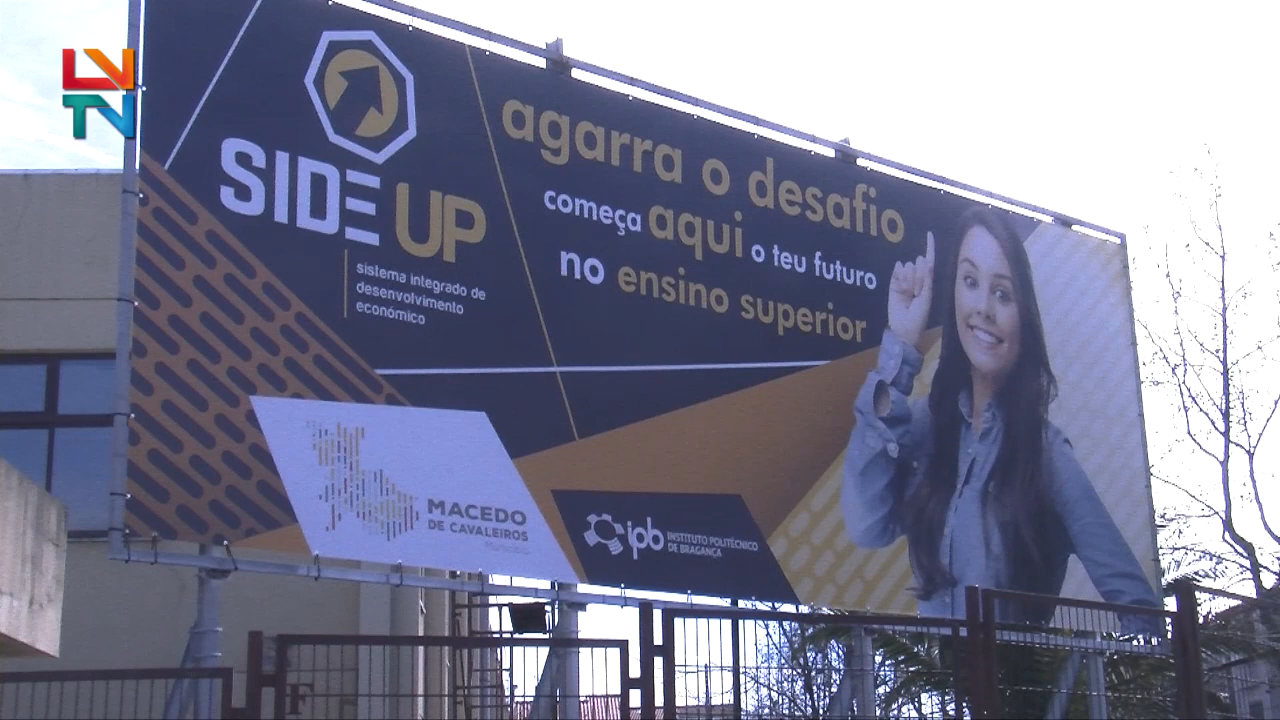 LV
TV
SIDE UP
sistema integrado de
desenvolvimento
económico
agarra o desafio
começa aqui o teu futuro
no ensino superior
MACEDO
DE CAVALEIROS
ipb INSTITUTO POLITÉCNICO
DE BRAGANÇA